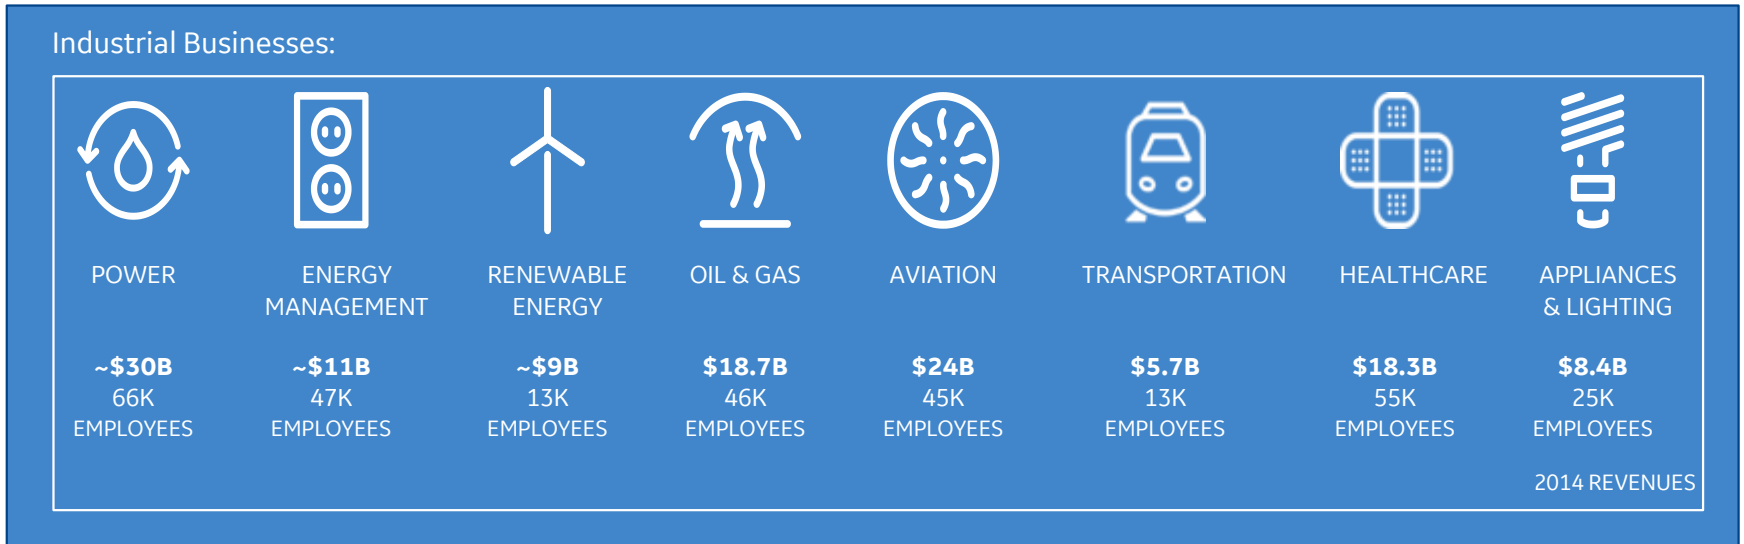 Industrial Businesses:
POWER
~$30B
66K
EMPLOYEES
ENERGY
MANAGEMENT
~$11B
47K
EMPLOYEES
RENEWABLE
ENERGY
~$9B
13K
EMPLOYEES
OIL & GAS
$18.7B
46K
EMPLOYEES
AVIATION
$24B
45K
EMPLOYEES
TRANSPORTATION
$5.7B
13K
EMPLOYEES
HEALTHCARE
$18.3B
55K
EMPLOYEES
APPLIANCES
& LIGHTING
$8.4B
25K
EMPLOYEES
2014 REVENUES